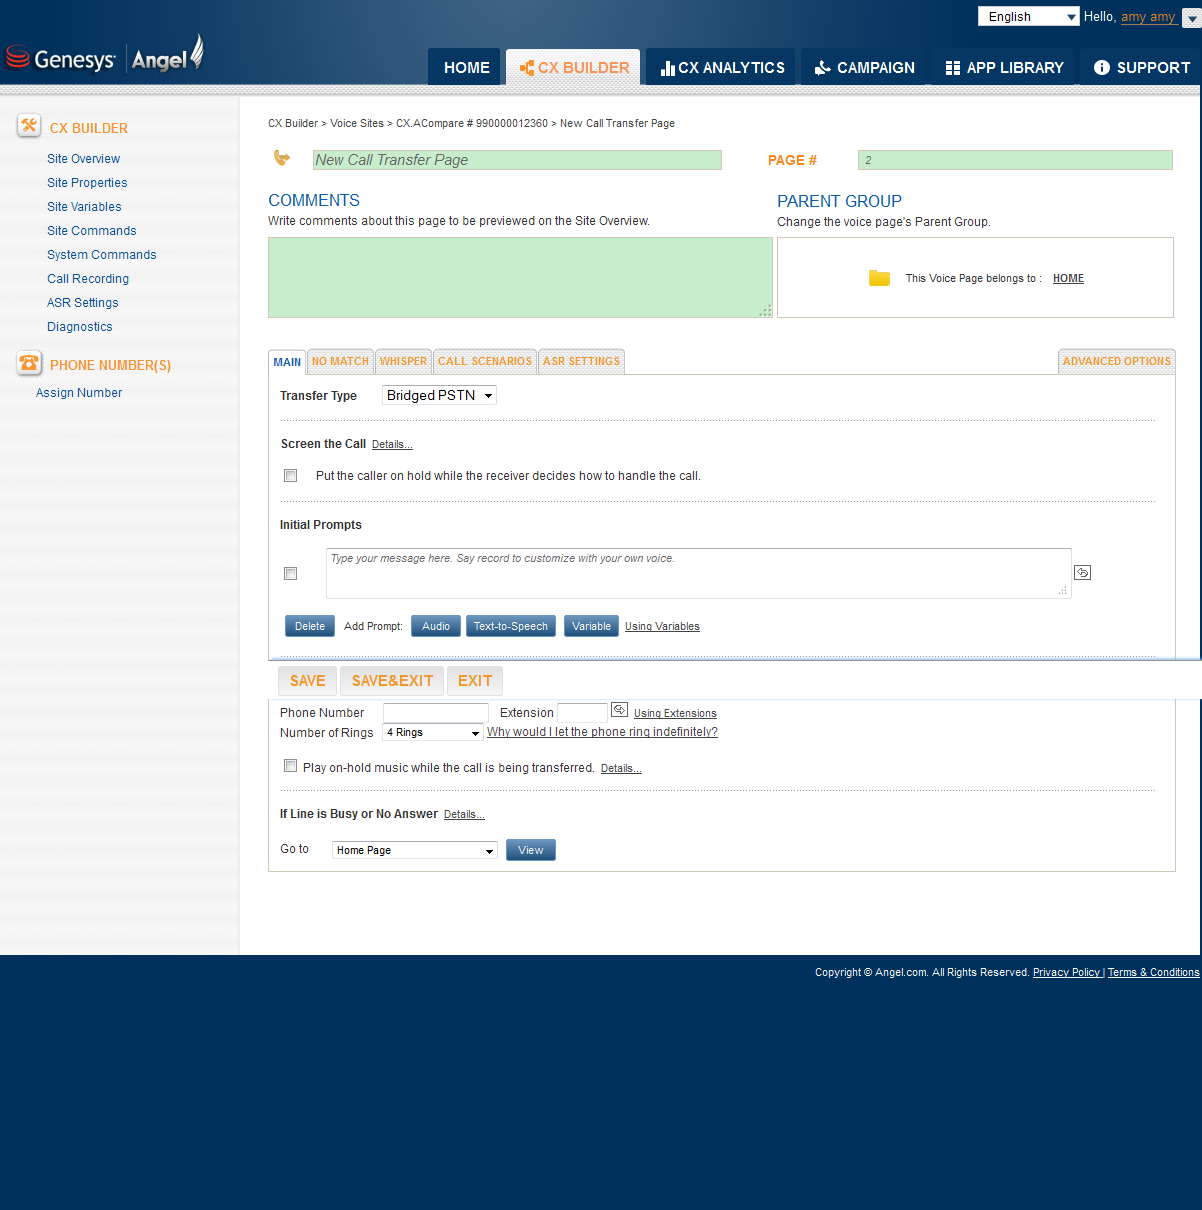 English Hello, amy amy
Genesys Angel
HOME CX BUILDER CX ANALYTICS CAMPAIGN APP LIBRARY SUPPORT
CX BUILDER
Site Overview
Site Properties
Site Variables
Site Commands
System Commands
Call Recording
ASR Settings
Diagnostics
PHONE NUMBER(S)
Assign Number
CX Builder > Voice Sites > CX.ACompare # 990000012360 > New Call Transfer Page
New Call Transfer Page PAGE # 2
COMMENTS
Write comments about this page to be previewed on the Site Overview.
PARENT GROUP
Change the voice page's Parent Group.
This Voice Page belongs to : HOME
MAIN NO MATCH WHISPER CALL SCENARIOS ASR SETTINGS ADVANCED OPTIONS
Transfer Type Bridged PSTN
Screen the Call Details...
Put the caller on hold while the receiver decides how to handle the call.
Initial Prompts
Type your message here. Say record to customize with your own voice.
Delete Add Prompt: Audio Text-to-Speech Variable Using Variables
SAVE SAVE&EXIT EXIT
Phone Number Extension Using Extensions
Number of Rings 4 Rings Why would I let the phone ring indefinitely?
Play on-hold music while the call is being transferred. Details...
If Line is Busy or No Answer Details...
Go to Home Page View
Copyright © Angel.com. All Rights Reserved. Privacy Policy | Terms & Conditions